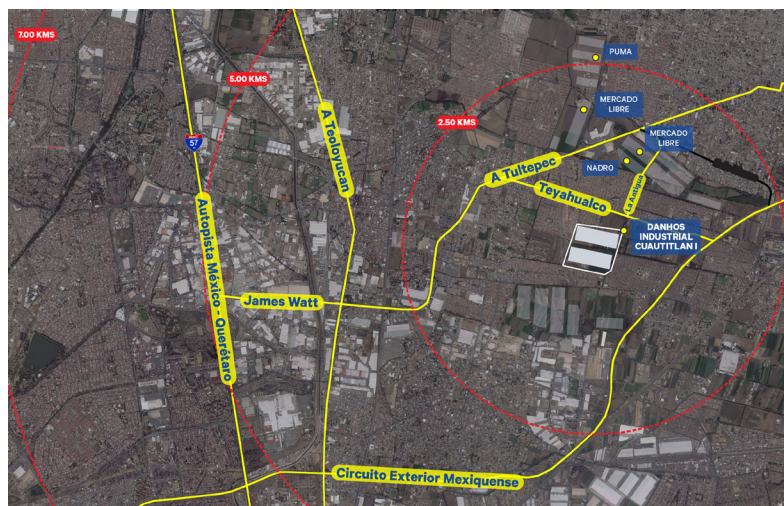 7.00 KMS
5.00 KMS
2.50 KMS
PUMA
MERCADO
LIBRE
MERCADO
LIBRE
NADRO
57
A Teoloyucan
A Tultepec
Teyahualco
La Antigua
DANHOS
INDUSTRIAL
CUAUTITLAN I
Autopista México - Querétaro
James Watt
Circuito Exterior Mexiquense